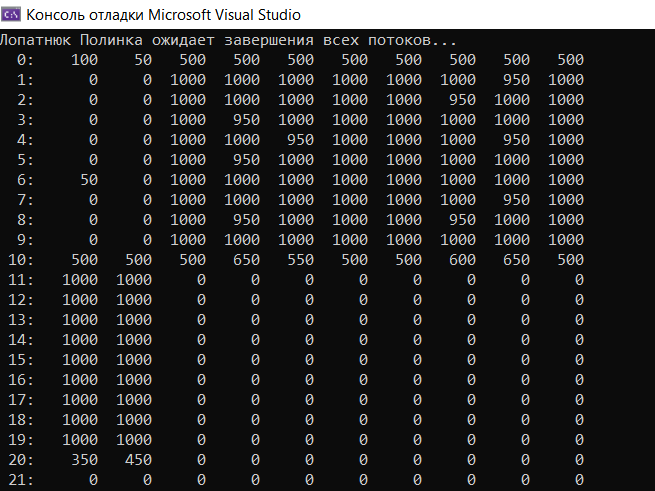 Консоль отладки Microsoft Visual Studio
Лопатнюк Полинка ожидает завершения всех потоков...
0: 100 50 500 500 500 500 500 500 500 500
1: 0 0 1000 1000 1000 1000 1000 1000 950 1000
2: 0 0 1000 1000 1000 1000 1000 950 1000 1000
3: 0 0 1000 950 1000 1000 1000 1000 1000 1000
4: 0 0 1000 1000 950 1000 1000 1000 950 1000
5: 0 0 1000 950 1000 1000 1000 1000 1000 1000
6: 50 0 1000 1000 1000 1000 1000 1000 1000 1000
7: 0 0 1000 1000 1000 1000 1000 1000 950 1000
8: 0 0 1000 950 1000 1000 1000 950 1000 1000
9: 0 0 1000 1000 1000 1000 1000 1000 1000 1000
10: 500 500 500 650 550 500 500 600 650 500
11: 1000 1000 0 0 0 0 0 0 0 0
12: 1000 1000 0 0 0 0 0 0 0 0
13: 1000 1000 0 0 0 0 0 0 0 0
14: 1000 1000 0 0 0 0 0 0 0 0
15: 1000 1000 0 0 0 0 0 0 0 0
16: 1000 1000 0 0 0 0 0 0 0 0
17: 1000 1000 0 0 0 0 0 0 0 0
18: 1000 1000 0 0 0 0 0 0 0 0
19: 1000 1000 0 0 0 0 0 0 0 0
20: 350 450 0 0 0 0 0 0 0 0
21: 0 0 0 0 0 0 0 0 0 0